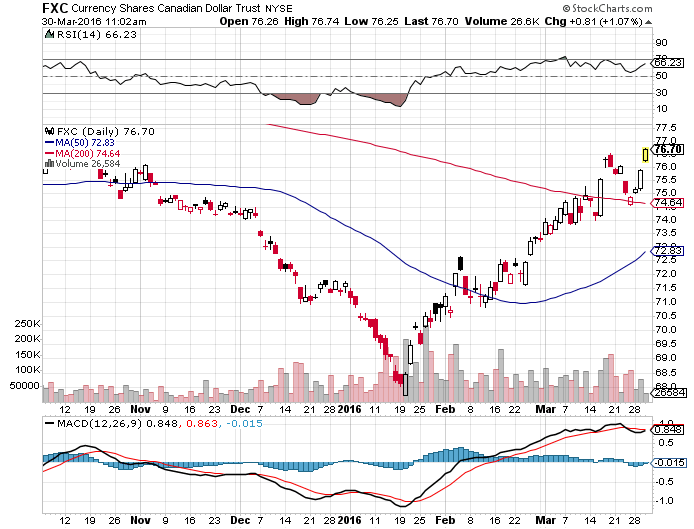 FXC Currency Shares Canadian Dollar Trust NYSE © StockCharts.com
30-Mar-2016 11:02am Open 76.26 High 76.74 Low 76.25 Last 76.70 Volume 26.6K Chg +0.81 (+1.07%)
RSI(14) 66.23
90
70
66.23
50
30
10
FXC (Daily) 76.70
MA(50) 72.83
MA(200) 74.64
Volume 26,584
77.5
77.0
76.70
76.5
76.0
75.5
75.0
74.64
74.5
74.0
73.5
73.0
72.83
72.5
72.0
71.5
71.0
70.5
70.0
69.5
69.0
68.5
68.0
26584
250K
200K
150K
100K
50000
12 19 26 Nov 9 16 23 Dec 7 14 21 28 2016 11 19 25 Feb 8 16 22 Mar 7 14 21 28
MACD(12,26,9) 0.848, 0.863, -0.015
1.0
0.848
0.5
-0.015
-0.5
-1.0
12 19 26 Nov 9 16 23 Dec 7 14 21 28 2016 11 19 25 Feb 8 16 22 Mar 7 14 21 28